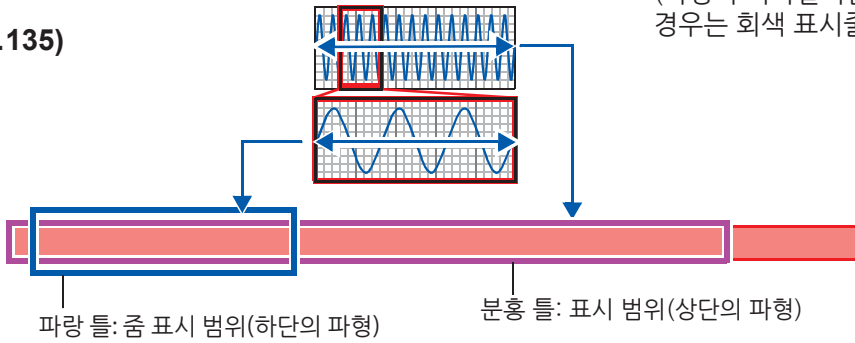 경우는 회색 표시줄
.135)
파랑 틀: 줌 표시 범위(하단의 파형)
분홍 틀: 표시 범위(상단의 파형)